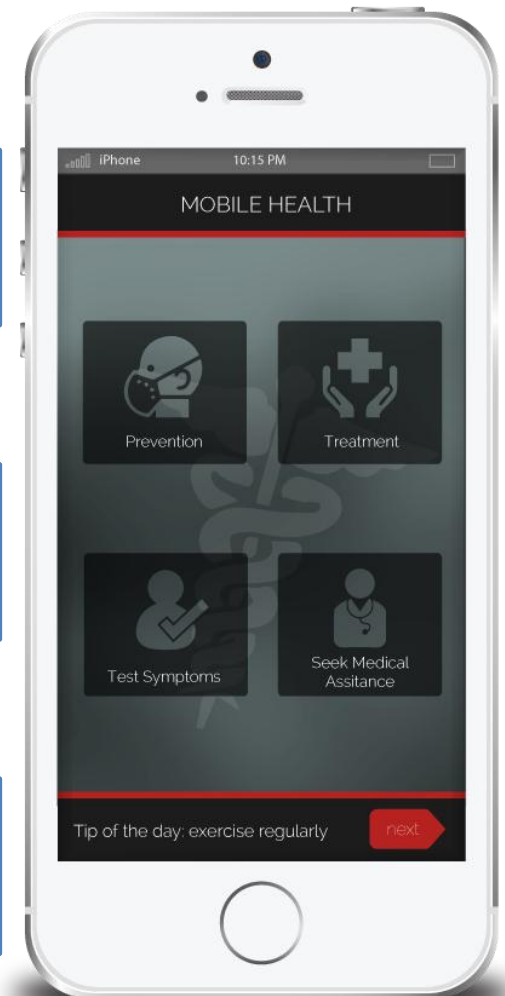 iPhone 10:15 PM
MOBILE HEALTH
Prevention
Treatment
Test Symptoms
Seek Medical
Assitance
Tip of the day: exercise regularly
next